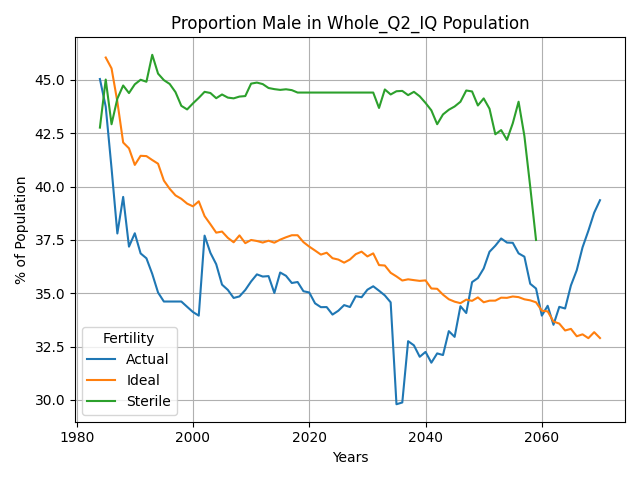 Proportion Male in Whole_Q2_IQ Population
% of Population
45.0
42.5
40.0
37.5
35.0
32.5
30.0
Fertility
Actual
Ideal
Sterile
1980
2000
2020
2040
2060
Years